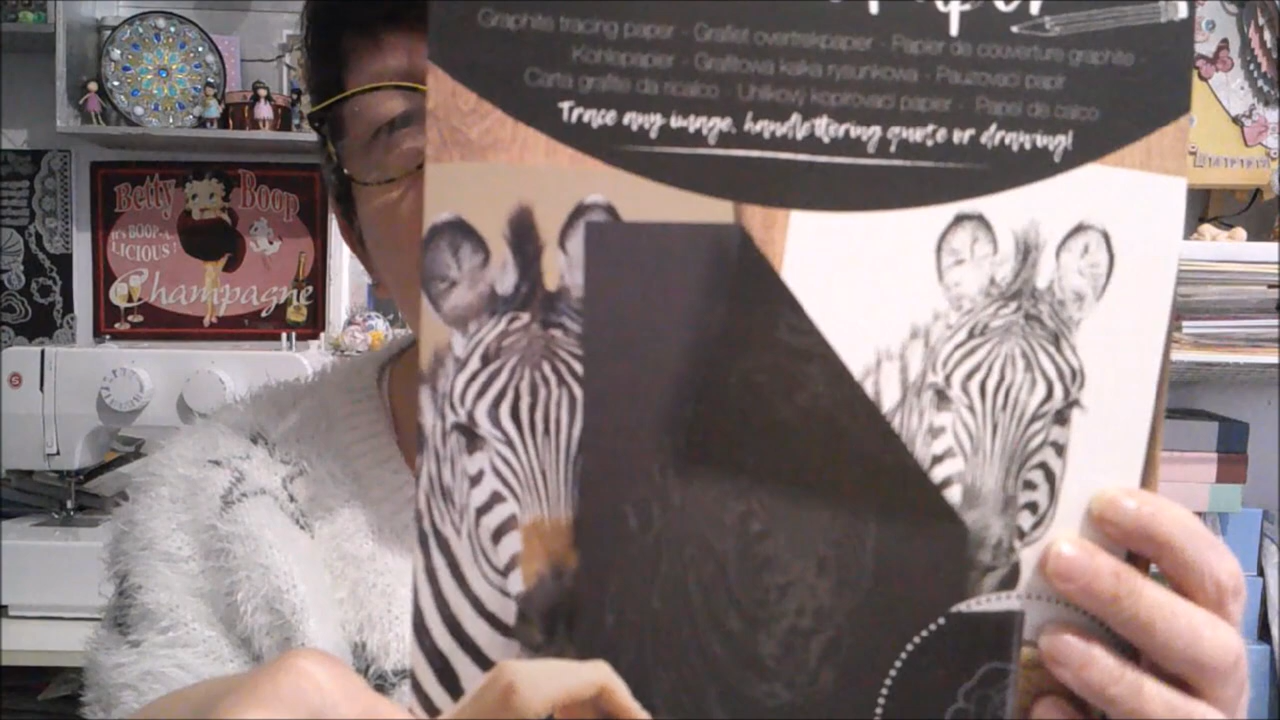 Paper
Graphite tracing paper - Grafiet overtrekpapier - Papier de couverture graphite -
Kohlepapier - Grafitowa kalka rysunkowa - Pauzovací papír
Carta grafite da ricalco - Uhlíkový kopírovací papier - Papel de calco
Trace any image, handlettering quote or drawing!
Betty Boop
IT'S BOOP-A-
LICIOUS!
Champagne
S